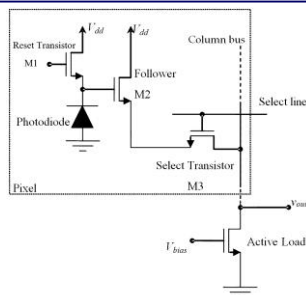 V_dd
V_dd
Column bus
Reset Transistor
M1
Follower
M2
Select line
Photodiode
Select Transistor
M3
Pixel
v_out
V_bias
Active Load